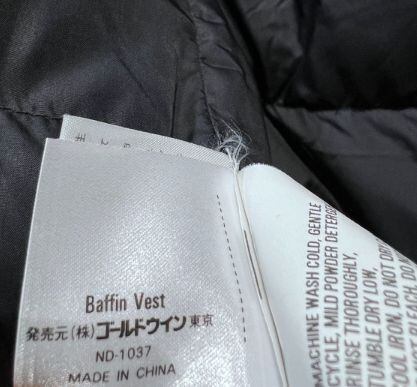 Baffin Vest
発売元(株)ゴールドウイン東京
ND-1037
MADE IN CHINA
MACHINE WASH COLD, GENTLE
CYCLE, MILD POWDER DETERGE
RINSE THOROUGHLY,
TUMBLE DRY LOW,
COOL IRON, DO NOT DRY